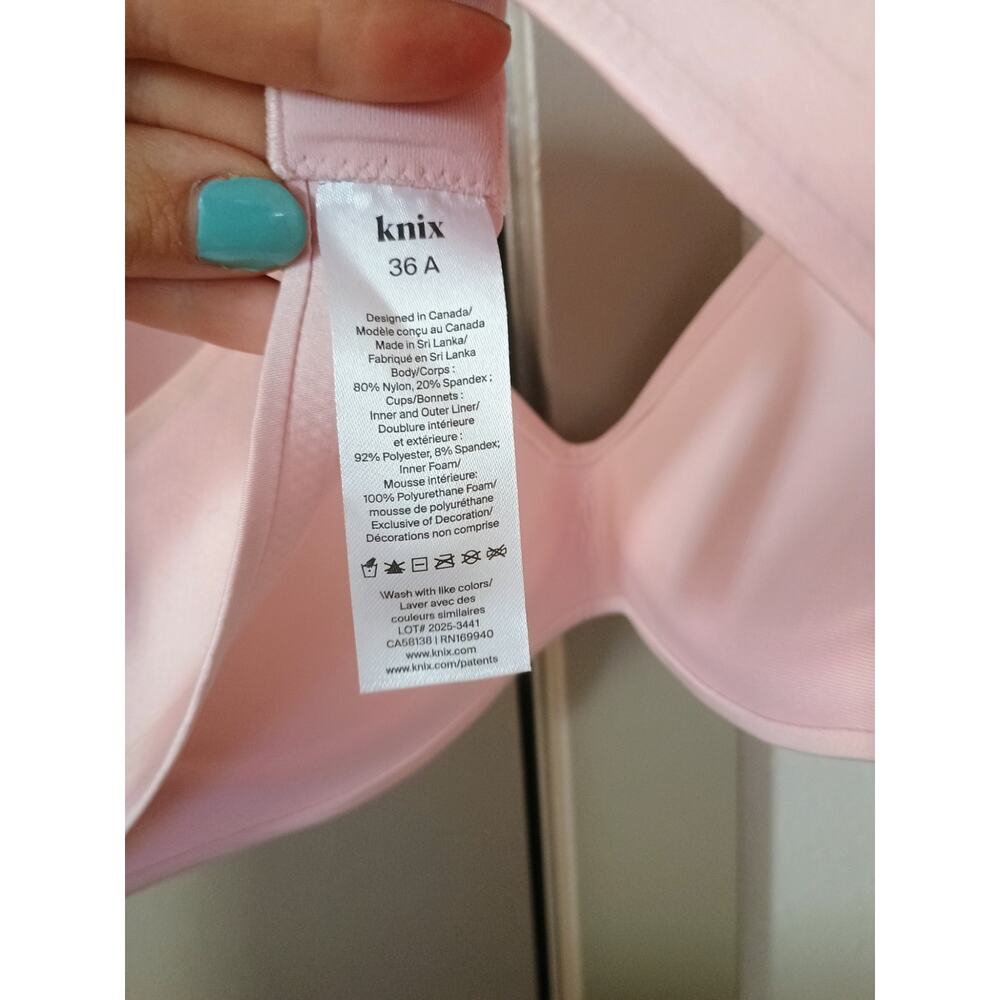 knix
36 A
Designed in Canada/
Modèle conçu au Canada
Made in Sri Lanka/
Fabriqué en Sri Lanka
Body/Corps :
80% Nylon, 20% Spandex ;
Cups/Bonnets :
Inner and Outer Liner/
Doublure intérieure
et extérieure :
92% Polyester, 8% Spandex;
Inner Foam/
Mousse intérieure:
100% Polyurethane Foam/
mousse de polyuréthane
Exclusive of Decoration/
Décorations non comprise
\Wash with like colors/
Laver avec des
couleurs similaires
LOT# 2025-3441
CA58138 | RN169940
www.knix.com
www.knix.com/patents